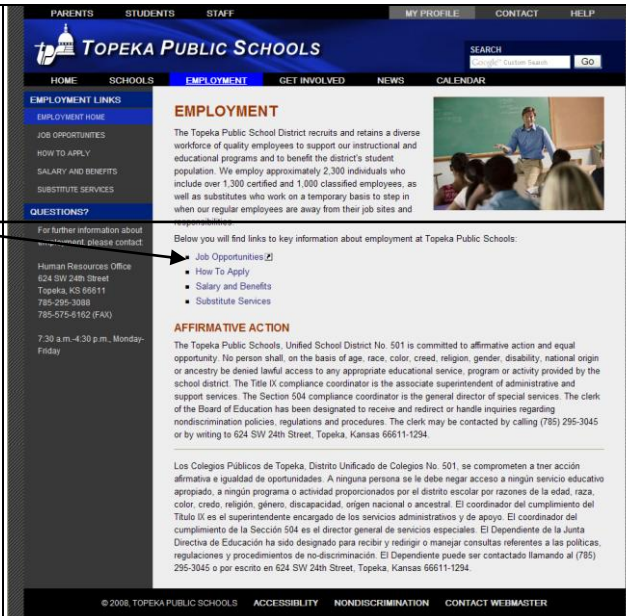 PARENTS STUDENTS STAFF MY PROFILE CONTACT HELP
TOPEKA PUBLIC SCHOOLS
SEARCH
Google™ Custom Search Go
HOME SCHOOLS EMPLOYMENT GET INVOLVED NEWS CALENDAR
EMPLOYMENT LINKS
EMPLOYMENT HOME
JOB OPPORTUNITIES
HOW TO APPLY
SALARY AND BENEFITS
SUBSTITUTE SERVICES
QUESTIONS?
For further information about
employment, please contact:
Human Resources Office
624 SW 24th Street
Topeka, KS 66611
785-295-3088
785-575-6162 (FAX)
7:30 a.m.-4:30 p.m., Monday-
Friday
EMPLOYMENT
The Topeka Public School District recruits and retains a diverse
workforce of quality employees to support our instructional and
educational programs and to benefit the district's student
population. We employ approximately 2,300 individuals who
include over 1,300 certified and 1,000 classified employees, as
well as substitutes who work on a temporary basis to step in
when our regular employees are away from their job sites and
responsibilities.
Below you will find links to key information about employment at Topeka Public Schools:
Job Opportunities
How To Apply
Salary and Benefits
Substitute Services
AFFIRMATIVE ACTION
The Topeka Public Schools, Unified School District No. 501 is committed to affirmative action and equal
opportunity. No person shall, on the basis of age, race, color, creed, religion, gender, disability, national origin
or ancestry be denied lawful access to any appropriate educational service, program or activity provided by the
school district. The Title IX compliance coordinator is the associate superintendent of administrative and
support services. The Section 504 compliance coordinator is the general director of special services. The clerk
of the Board of Education has been designated to receive and redirect or handle inquiries regarding
nondiscrimination policies, regulations and procedures. The clerk may be contacted by calling (785) 295-3045
or by writing to 624 SW 24th Street, Topeka, Kansas 66611-1294.
Los Colegios Públicos de Topeka, Distrito Unificado de Colegios No. 501, se comprometen a tner acción
afirmativa e igualdad de oportunidades. A ninguna persona se le debe negar acceso a ningún servicio educativo
apropiado, a ningún programa o actividad proporcionados por el distrito escolar por razones de la edad, raza,
color, credo, religión, género, discapacidad, orígen nacional o ancestral. El coordinador del cumplimiento del
Título IX es el superintendente encargado de los servicios administrativos y de apoyo. El coordinador del
cumplimiento de la Sección 504 es el director general de servicios especiales. El Dependiente de la Junta
Directiva de Educación ha sido designado para recibir y redirigir o manejar consultas referentes a las políticas,
regulaciones y procedimientos de no-discriminación. El Dependiente puede ser contactado llamando al (785)
295-3045 o por escrito en 624 SW 24th Street, Topeka, Kansas 66611-1294.
© 2008, TOPEKA PUBLIC SCHOOLS ACCESSIBLITY NONDISCRIMINATION CONTACT WEBMASTER